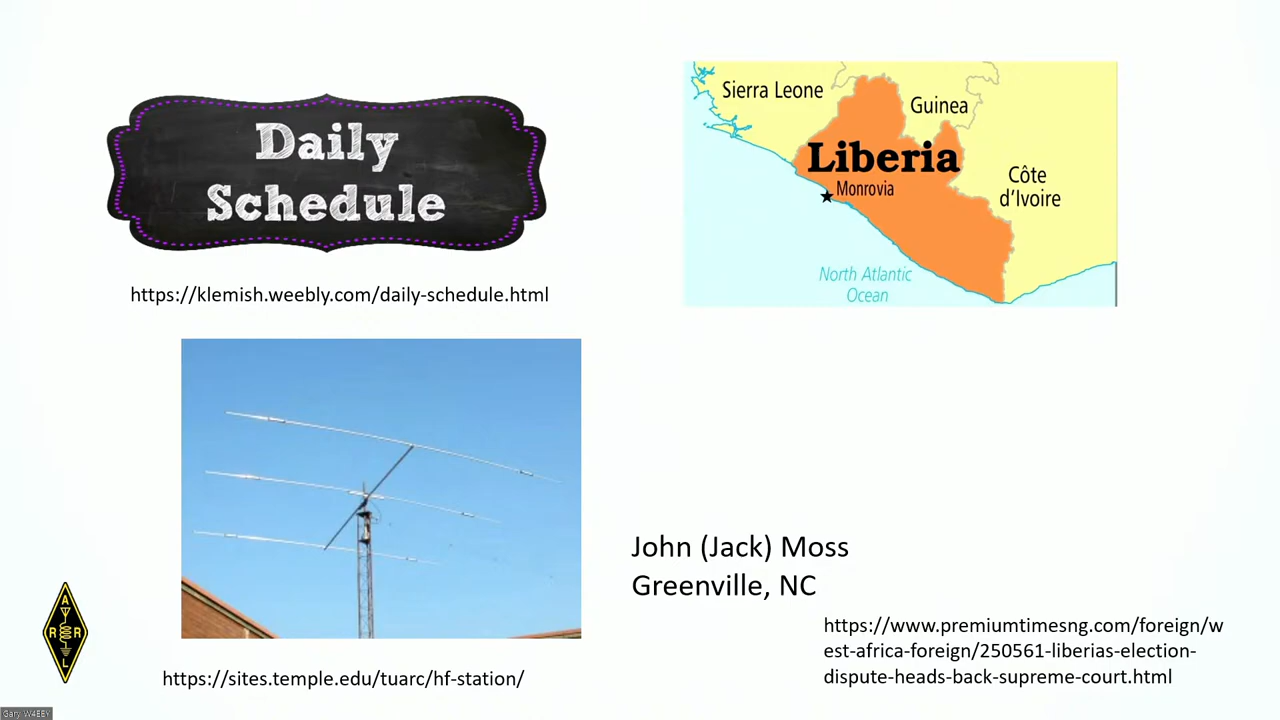 Daily
Schedule
https://klemish.weebly.com/daily-schedule.html
Sierra Leone
Guinea
Liberia
Monrovia
Côte
d'Ivoire
North Atlantic
Ocean
John (Jack) Moss
Greenville, NC
https://www.premiumtimesng.com/foreign/w
est-africa-foreign/250561-liberias-election-
dispute-heads-back-supreme-court.html
A
R R
L
https://sites.temple.edu/tuarc/hf-station/
Gary W4EEY